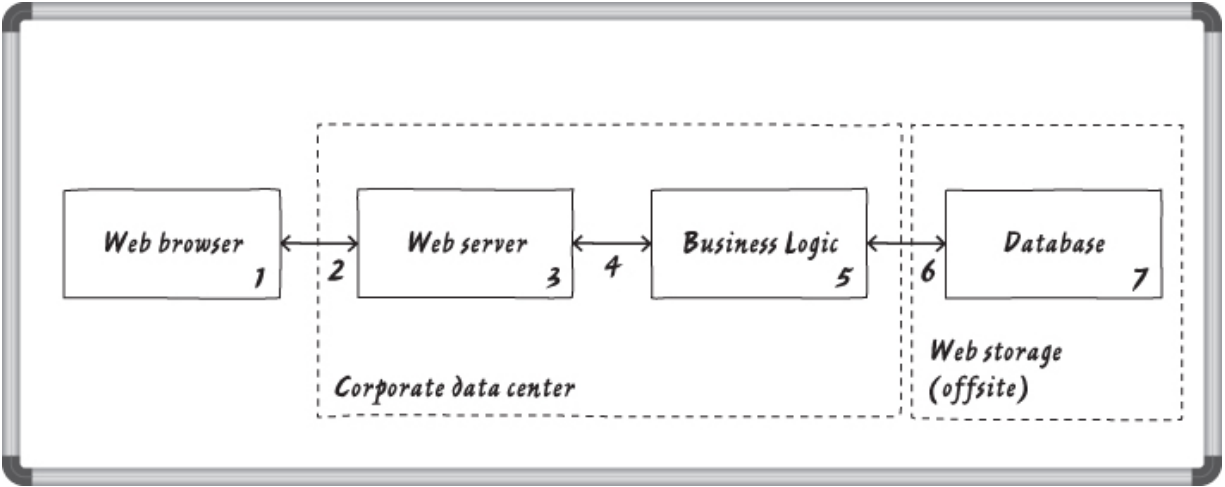 Web browser
1
2
Web server
3
4
Business Logic
5
6
Database
7
Corporate data center
Web storage
(offsite)